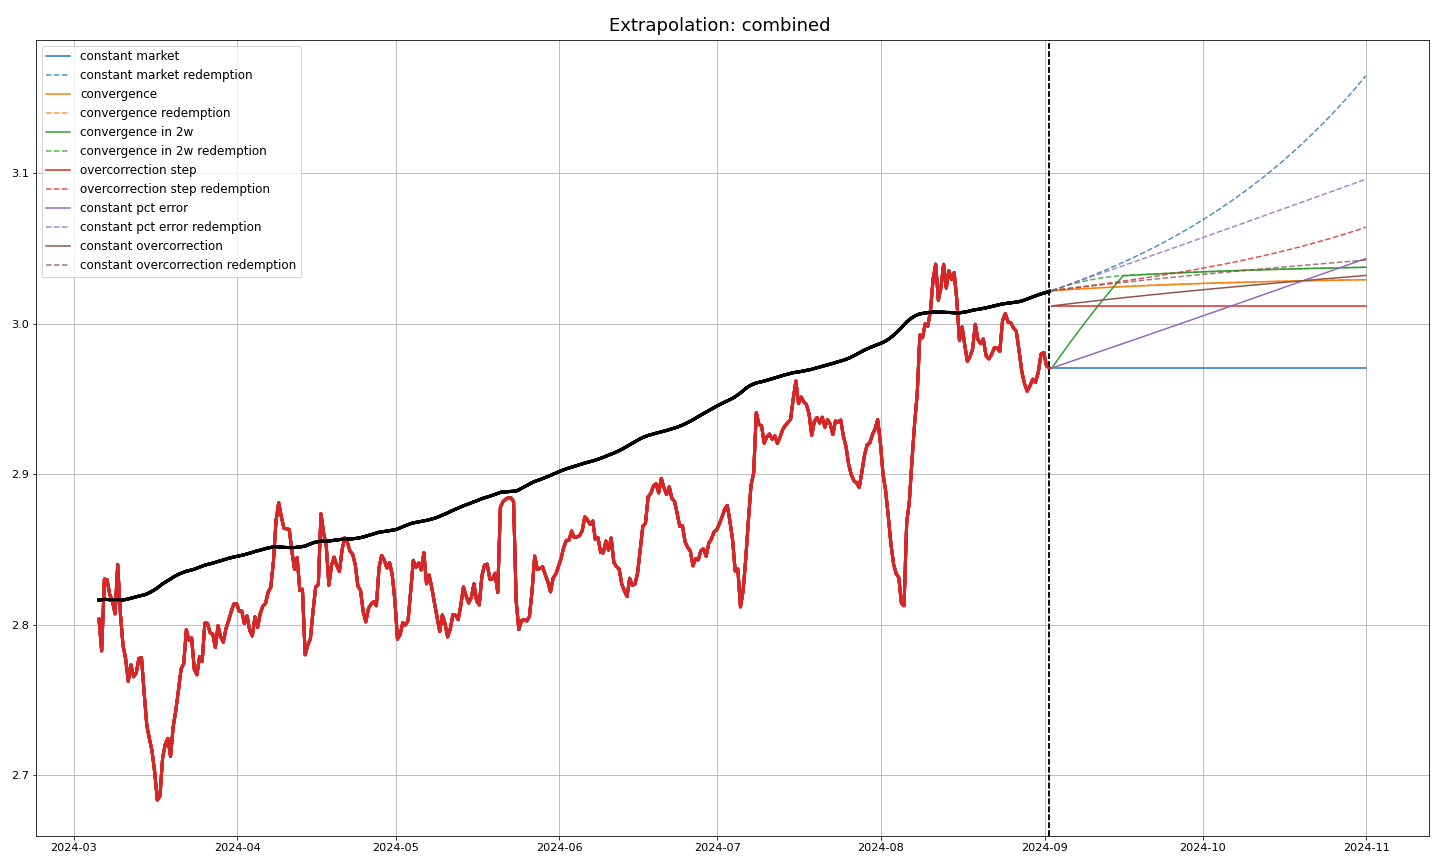 Extrapolation: combined
constant market
constant market redemption
convergence
convergence redemption
convergence in 2w
convergence in 2w redemption
overcorrection step
overcorrection step redemption
constant pct error
constant pct error redemption
constant overcorrection
constant overcorrection redemption
3.1
3.0
2.9
2.8
2.7
2024-03 2024-04 2024-05 2024-06 2024-07 2024-08 2024-09 2024-10 2024-11